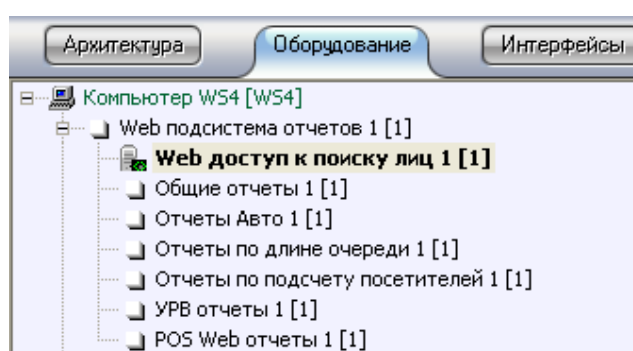 Архитектура Оборудование Интерфейсы
Компьютер WS4 [WS4]
Web подсистема отчетов 1 [1]
Web доступ к поиску лиц 1 [1]
Общие отчеты 1 [1]
Отчеты Авто 1 [1]
Отчеты по длине очереди 1 [1]
Отчеты по подсчету посетителей 1 [1]
УРВ отчеты 1 [1]
POS Web отчеты 1 [1]